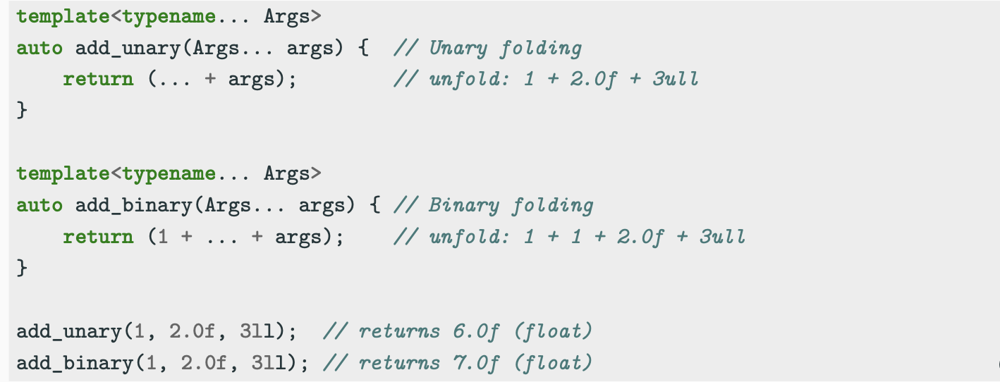 template<typename... Args>
auto add_unary(Args... args) {  // Unary folding
    return (... + args);        // unfold: 1 + 2.0f + 3ull
}

template<typename... Args>
auto add_binary(Args... args) { // Binary folding
    return (1 + ... + args);    // unfold: 1 + 1 + 2.0f + 3ull
}

add_unary(1, 2.0f, 3ll);  // returns 6.0f (float)
add_binary(1, 2.0f, 3ll); // returns 7.0f (float)